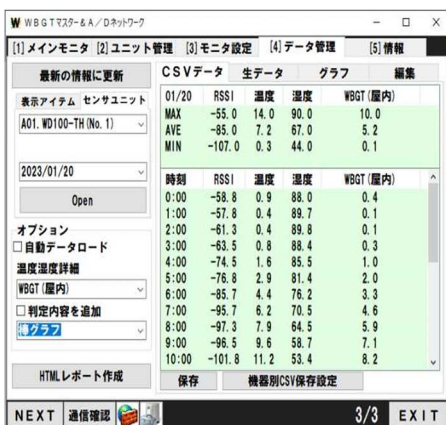 WBGTマスター&A/Dネットワーク
[1]メインモニタ [2]ユニット管理 [3]モニタ設定 [4]データ管理 [5]情報
最新の情報に更新
表示アイテム センサユニット
A01. WD100-TH(No.1)
2023/01/20
Open
オプション
自動データロード
温度湿度詳細
WBGT(屋内)
判定内容を追加
棒グラフ
HTMLレポート作成
CSVデータ 生データ グラフ 編集
01/20 RSSI 温度 湿度 WBGT(屋内)
MAX -55.0 14.0 90.0 10.0
AVE -85.0 7.2 67.0 5.2
MIN -107.0 0.3 44.0 0.1
時刻 RSSI 温度 湿度 WBGT(屋内)
0:00 -58.8 0.9 88.0 0.4
1:00 -57.8 0.4 89.7 0.1
2:00 -61.3 0.4 89.8 0.1
3:00 -63.5 0.8 88.4 0.3
4:00 -74.5 1.6 85.5 1.0
5:00 -76.8 2.9 81.4 2.0
6:00 -85.7 4.4 76.2 3.3
7:00 -95.7 6.2 70.5 4.6
8:00 -97.3 7.9 64.5 5.9
9:00 -96.5 9.6 58.7 7.1
10:00 -101.8 11.2 53.4 8.2
保存 機器別CSV保存設定
NEXT 通信確認 3/3 EXIT